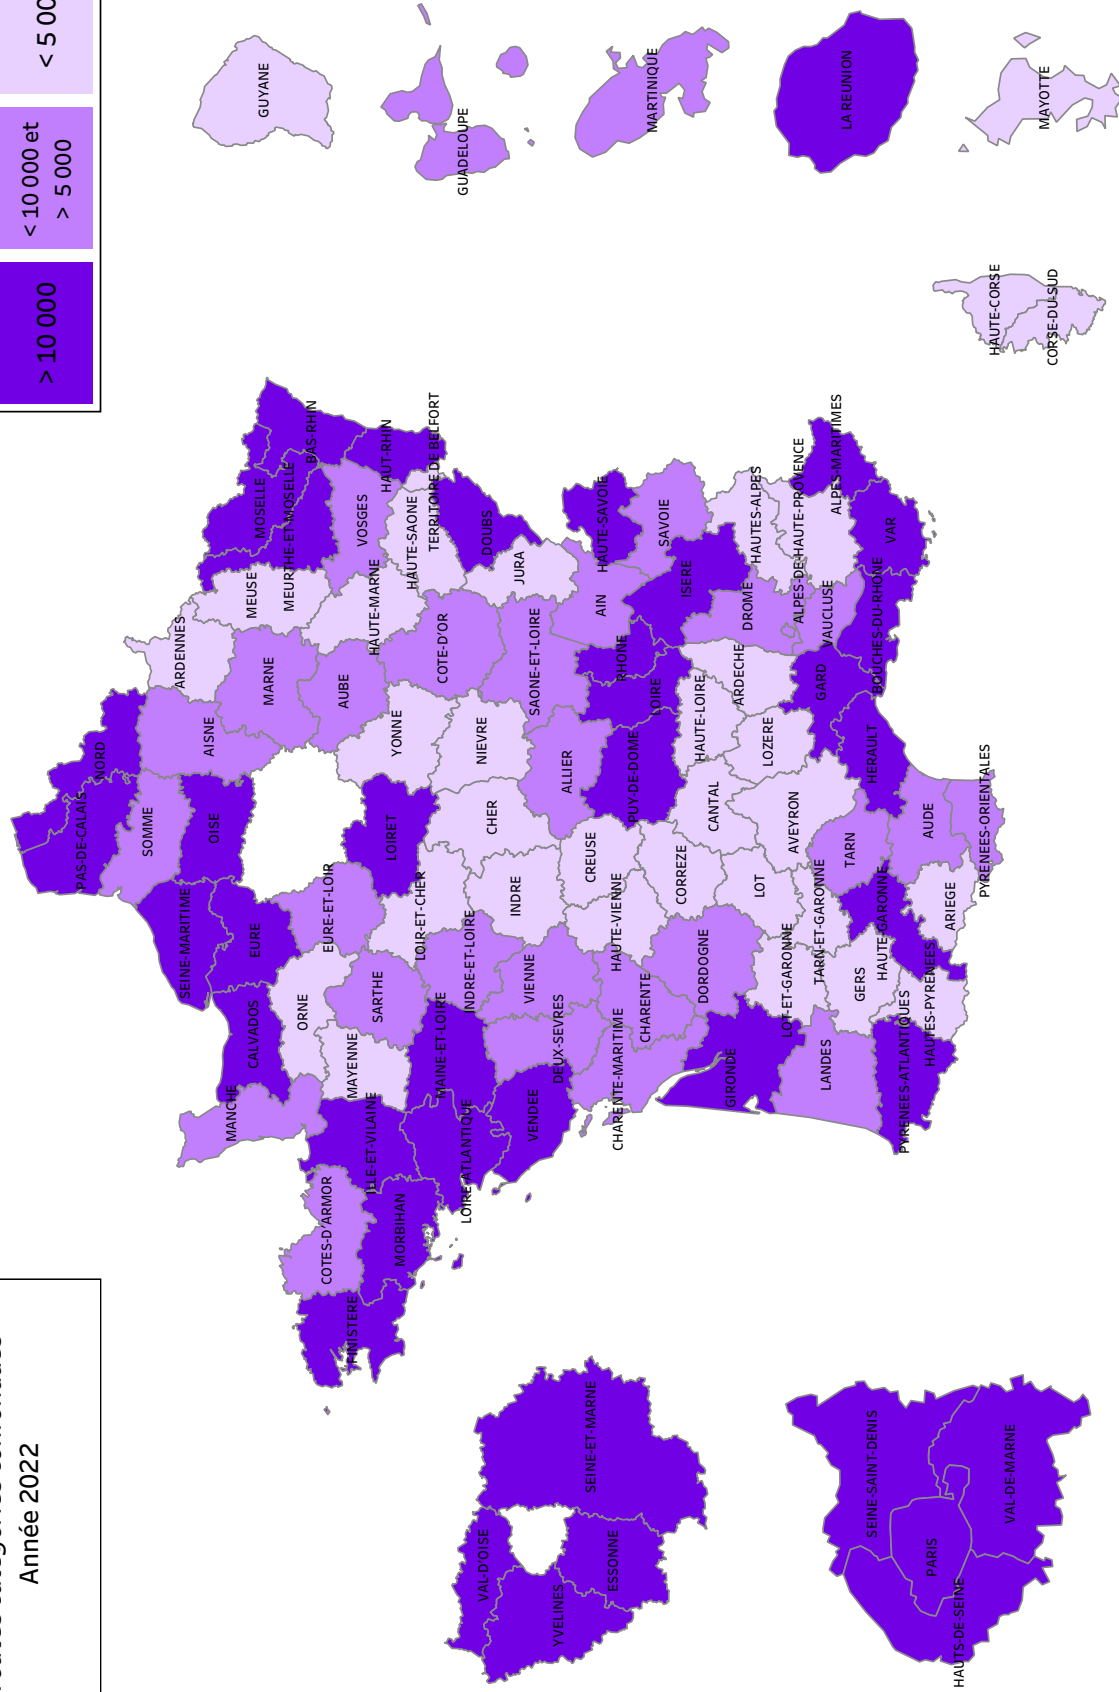 Année 2022
> 10 000
< 10 000 et
> 5 000
NORD
PAS-DE-CALAIS
SOMME
AISNE
OISE
ARDENNES
SEINE-MARITIME
EURE
CALVADOS
MANCHE
ORNE
MEUSE
MOSELLE
MEURTHE-ET-MOSELLE
BAS-RHIN
HAUT-RHIN
VOSGES
MARNE
AUBE
HAUTE-MARNE
HAUTE-SAONE
TERRITOIRE DE BELFORT
DOUBS
JURA
COTE-D'OR
YONNE
NIEVRE
SAONE-ET-LOIRE
EURE-ET-LOIR
LOIRET
LOIR-ET-CHER
CHER
INDRE
INDRE-ET-LOIRE
SARTHE
MAYENNE
MAINE-ET-LOIRE
LOIRE-ATLANTIQUE
VENDEE
ILLE-ET-VILAINE
COTES-D'ARMOR
MORBIHAN
FINISTERE
VIENNE
DEUX-SEVRES
CHARENTE-MARITIME
CHARENTE
HAUTE-VIENNE
CREUSE
CORREZE
DORDOGNE
GIRONDE
LOT-ET-GARONNE
LANDES
PYRENEES-ATLANTIQUES
HAUTES-PYRENEES
GERS
HAUTE-GARONNE
TARN-ET-GARONNE
LOT
AVEYRON
TARN
ARIEGE
AUDE
PYRENEES-ORIENTALES
HERAULT
GARD
LOZERE
ALLIER
PUY-DE-DOME
CANTAL
HAUTE-LOIRE
LOIRE
RHONE
AIN
HAUTE-SAVOIE
SAVOIE
ISERE
DROME
ARDECHE
HAUTES-ALPES
ALPES-DE-HAUTE-PROVENCE
ALPES-MARITIMES
VAUCLUSE
VAR
BOUCHES-DU-RHONE
HAUTE-CORSE
CORSE-DU-SUD
GUYANE
GUADELOUPE
MARTINIQUE
LA REUNION
MAYOTTE
VAL-D'OISE
SEINE-ET-MARNE
YVELINES
ESSONNE
SEINE-SAINT-DENIS
PARIS
VAL-DE-MARNE
HAUTS-DE-SEINE